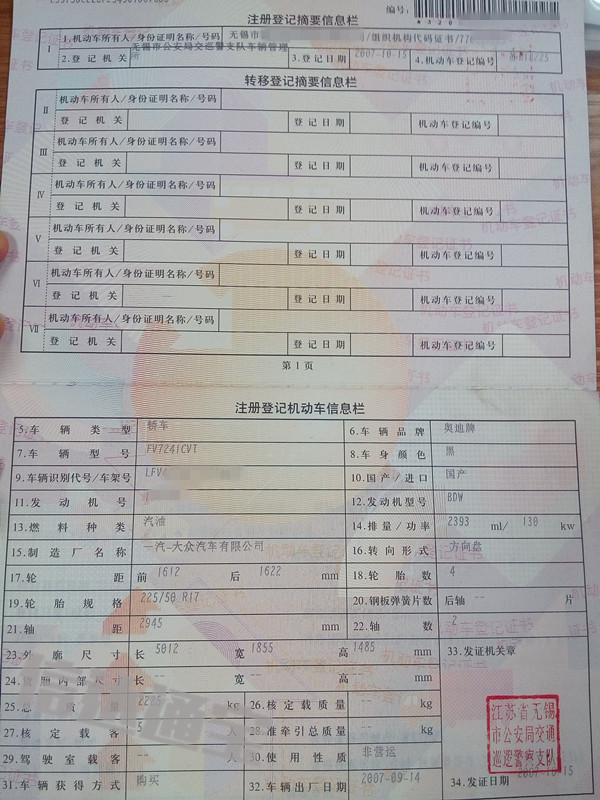 编号:
注册登记摘要信息栏
I 1.机动车所有人/身份证明名称/号码 无锡市 /组织机构代码证书/77
无锡市公安局交巡警支队车辆管理所
2.登记机关 3.登记日期 2007-10-15 4.机动车登记编号
转移登记摘要信息栏
II 机动车所有人/身份证明名称/号码
登记机关 登记日期 机动车登记编号
III 机动车所有人/身份证明名称/号码
登记机关 登记日期 机动车登记编号
IV 机动车所有人/身份证明名称/号码
登记机关 登记日期 机动车登记编号
V 机动车所有人/身份证明名称/号码
登记机关 登记日期 机动车登记编号
VI 机动车所有人/身份证明名称/号码
登记机关 登记日期 机动车登记编号
VII 机动车所有人/身份证明名称/号码
登记机关 登记日期 机动车登记编号
第1页
注册登记机动车信息栏
5.车辆类型 轿车 6.车辆品牌 奥迪牌
7.车辆型号 FV7241CVT 8.车身颜色 黑
9.车辆识别代号/车架号 LFV 10.国产/进口 国产
11.发动机号 12.发动机型号 BDW
13.燃料种类 汽油 14.排量/功率 2393 ml/ 130 kw
15.制造厂名称 一汽-大众汽车有限公司 16.转向形式 方向盘
17.轮距 前 1612 后 1622 mm 18.轮胎数 4
19.轮胎规格 225/50 R17 20.钢板弹簧片数 后轴 -- 片
21.轴距 2945 mm 22.轴数 2
23.外廓尺寸 长 5012 宽 1855 高 1485 mm 33.发证机关章
24.货厢内部尺寸 长 宽 -- 高 -- mm
25.总质量 kg 26.核定载质量 -- kg
27.核定载客 5 人 28.准牵引总质量 -- kg
29.驾驶室载客 -- 人 30.使用性质 非营运
31.车辆获得方式 购买 32.车辆出厂日期 2007-09-14 34.发证日期
江苏省无锡
市公安局交通
巡逻警察支队